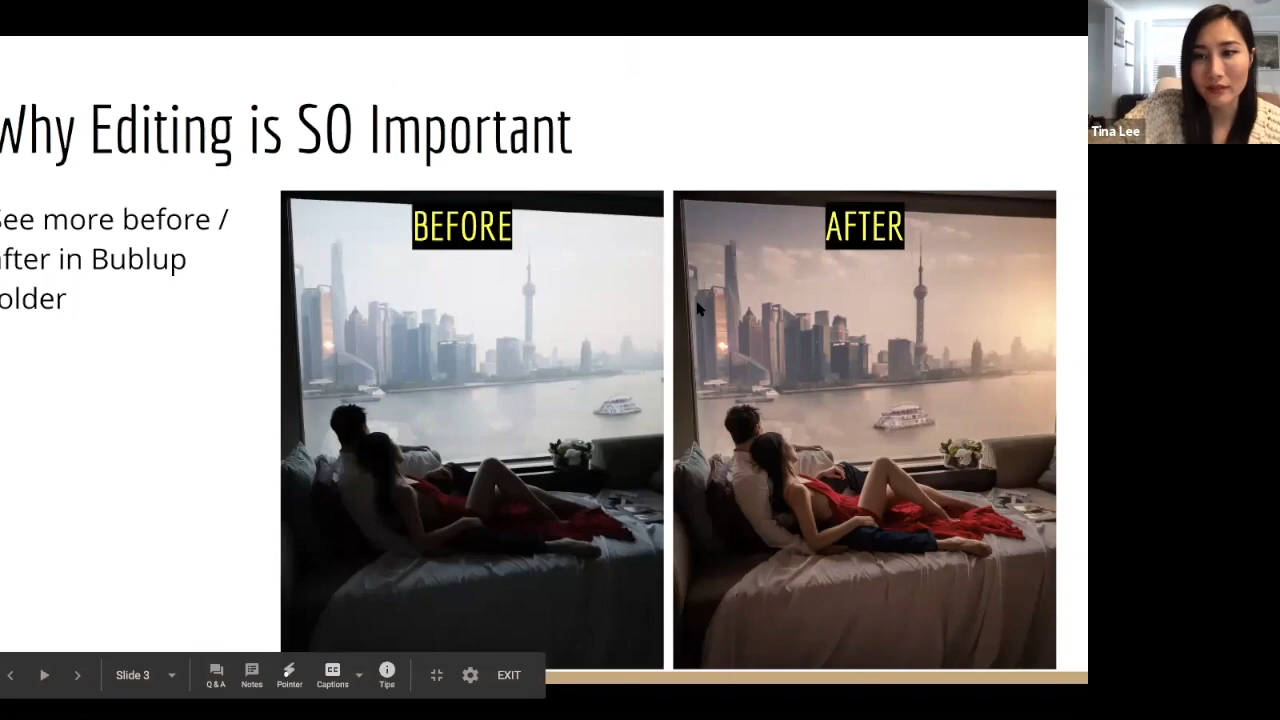 Why Editing is SO Important
See more before /
after in Bublup
folder
BEFORE
AFTER
Tina Lee
Slide 3
Q & A
Notes
Pointer
CC
Captions
Tips
EXIT